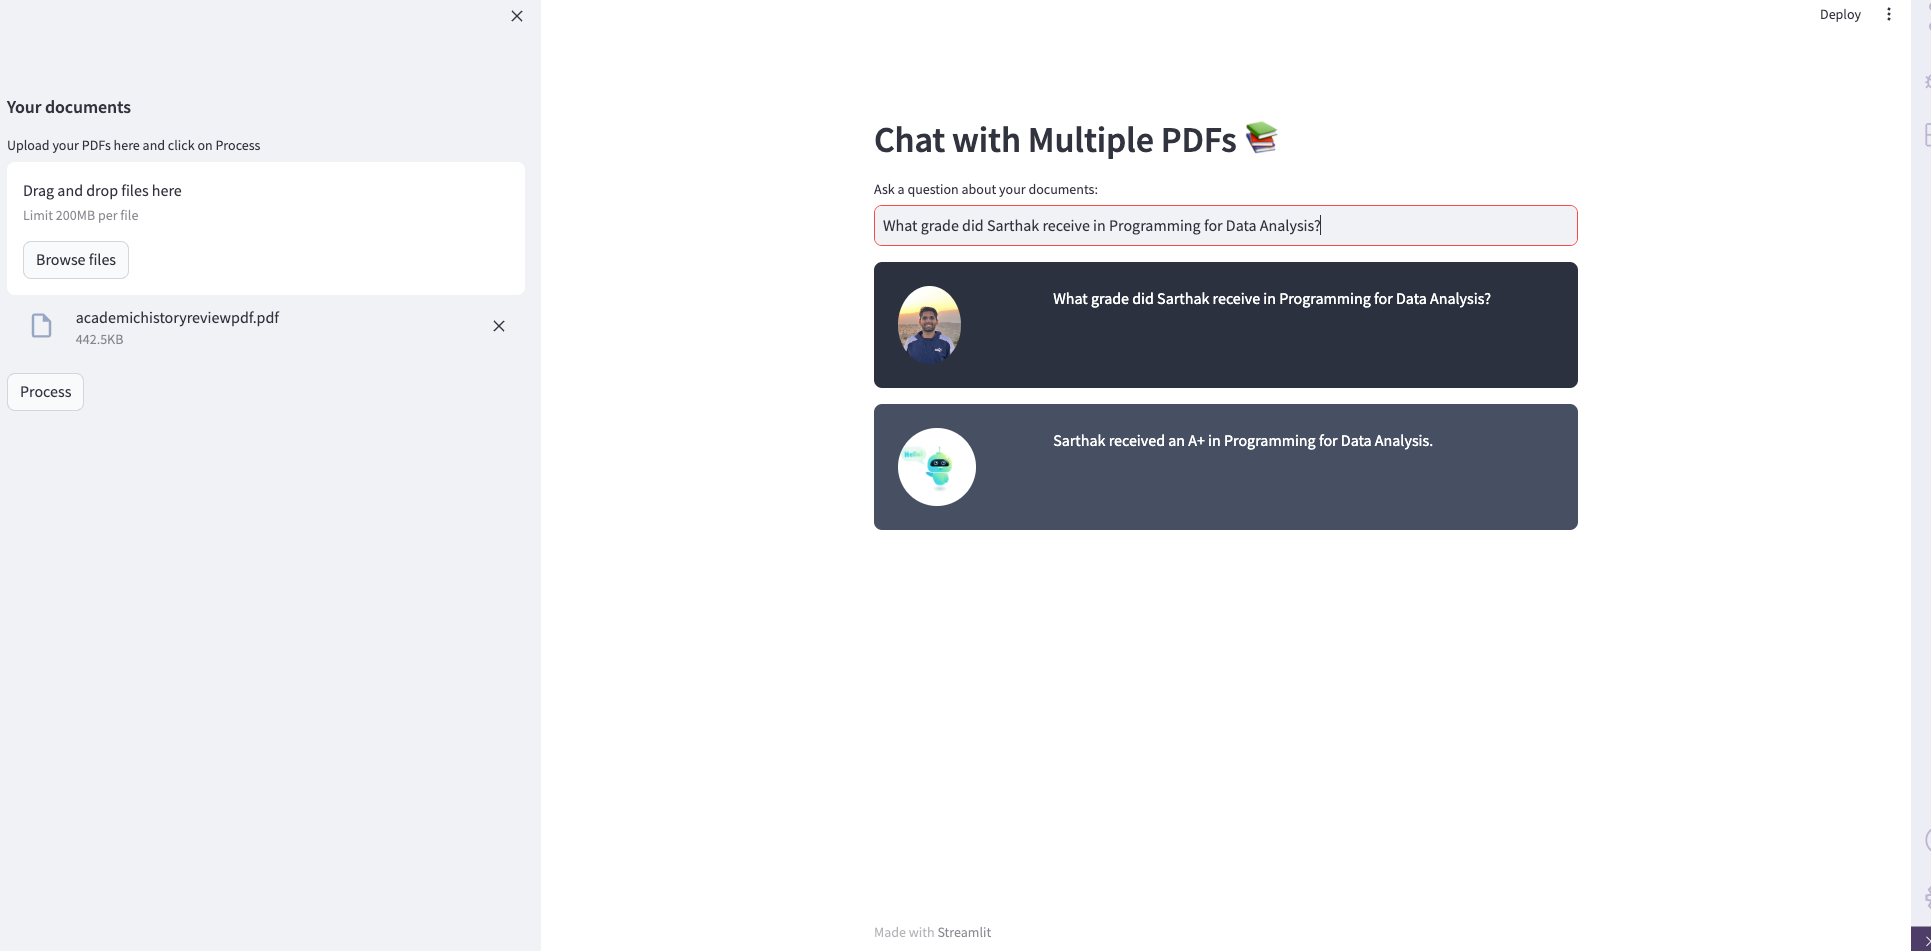 Deploy
Your documents
Upload your PDFs here and click on Process
Drag and drop files here
Limit 200MB per file
Browse files
academichistoryreviewpdf.pdf
442.5KB
Process
Chat with Multiple PDFs 📚
Ask a question about your documents:
What grade did Sarthak receive in Programming for Data Analysis?
What grade did Sarthak receive in Programming for Data Analysis?
Hello!
Sarthak received an A+ in Programming for Data Analysis.
Made with Streamlit